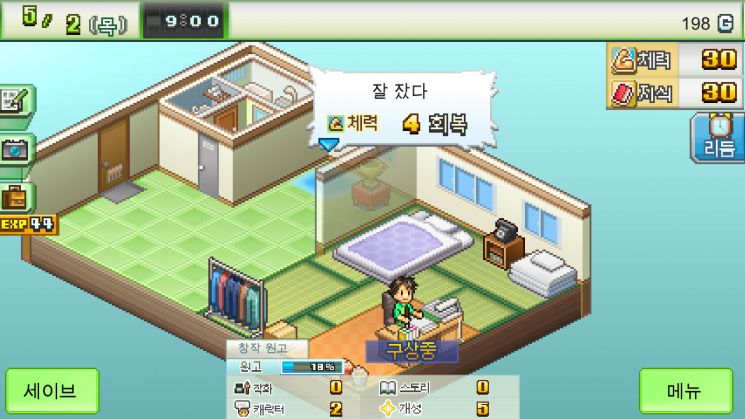 5/ 2 (목) 9:00 198 G
체력 30
지식 30
리듬
잘 잤다
체력 4 회복
EXP 44
구상중
창작 원고
원고 18%
작화 0 스토리 0
캐릭터 2 개성 5
세이브
메뉴